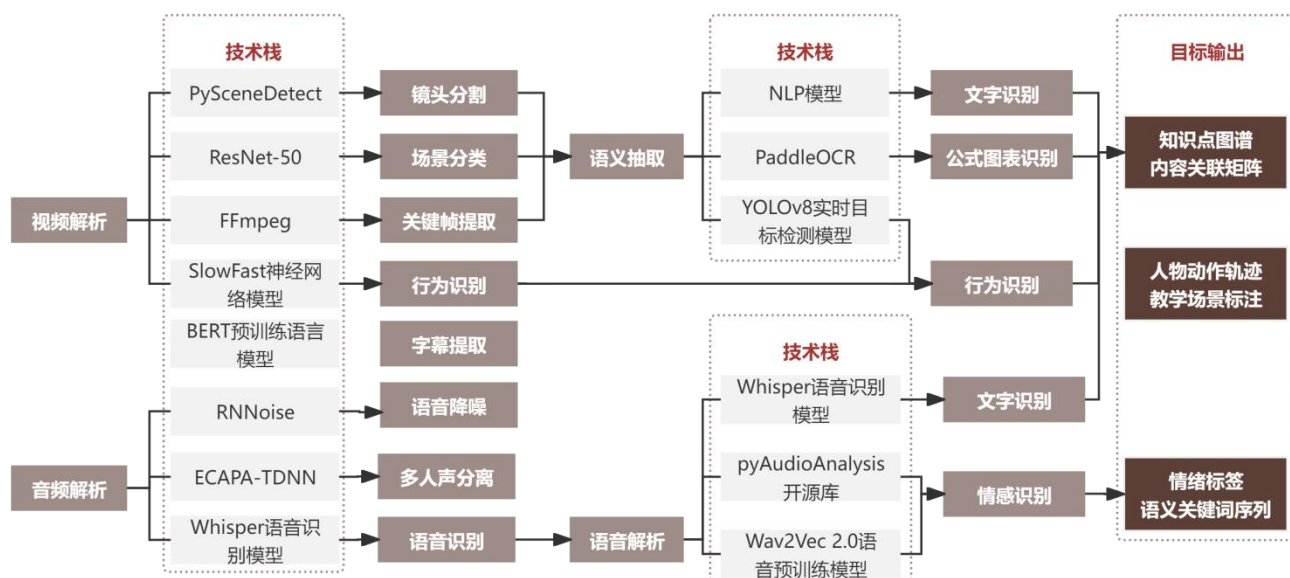 技术栈
PySceneDetect
镜头分割
ResNet-50
场景分类
视频解析
FFmpeg
关键帧提取
SlowFast神经网
络模型
行为识别
BERT预训练语言
模型
字幕提取
RNNoise
语音降噪
音频解析
ECAPA-TDNN
多人声分离
Whisper语音识
别模型
语音识别
语义抽取
语音解析
技术栈
NLP模型
文字识别
PaddleOCR
公式图表识别
YOLOv8实时目
标检测模型
行为识别
技术栈
Whisper语音识别
模型
文字识别
pyAudioAnalysis
开源库
情感识别
Wav2Vec 2.0语
音预训练模型
目标输出
知识点图谱
内容关联矩阵
人物动作轨迹
教学场景标注
情绪标签
语义关键词序列